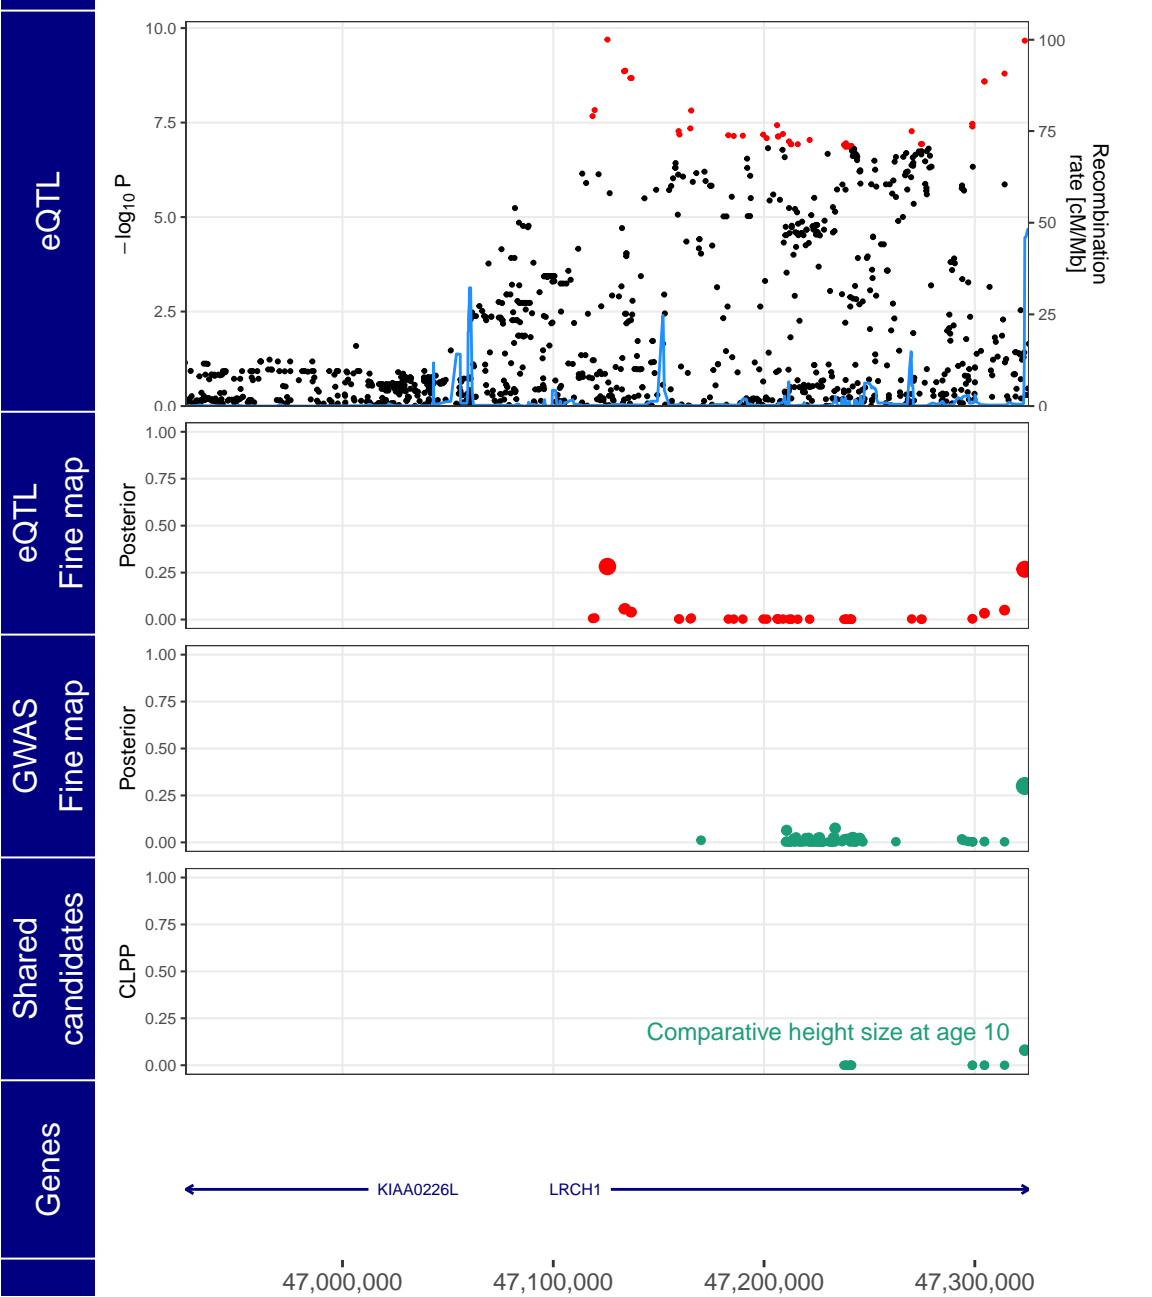 eQTL
−log10 P
10.0
7.5
5.0
2.5
0.0
100
75
50
25
0
Recombination
rate [cM/Mb]
eQTL
Fine map
Posterior
1.00
0.75
0.50
0.25
0.00
GWAS
Fine map
Posterior
1.00
0.75
0.50
0.25
0.00
Shared
candidates
CLPP
1.00
0.75
0.50
0.25
0.00
Comparative height size at age 10
Genes
KIAA0226L
LRCH1
47,000,000
47,100,000
47,200,000
47,300,000